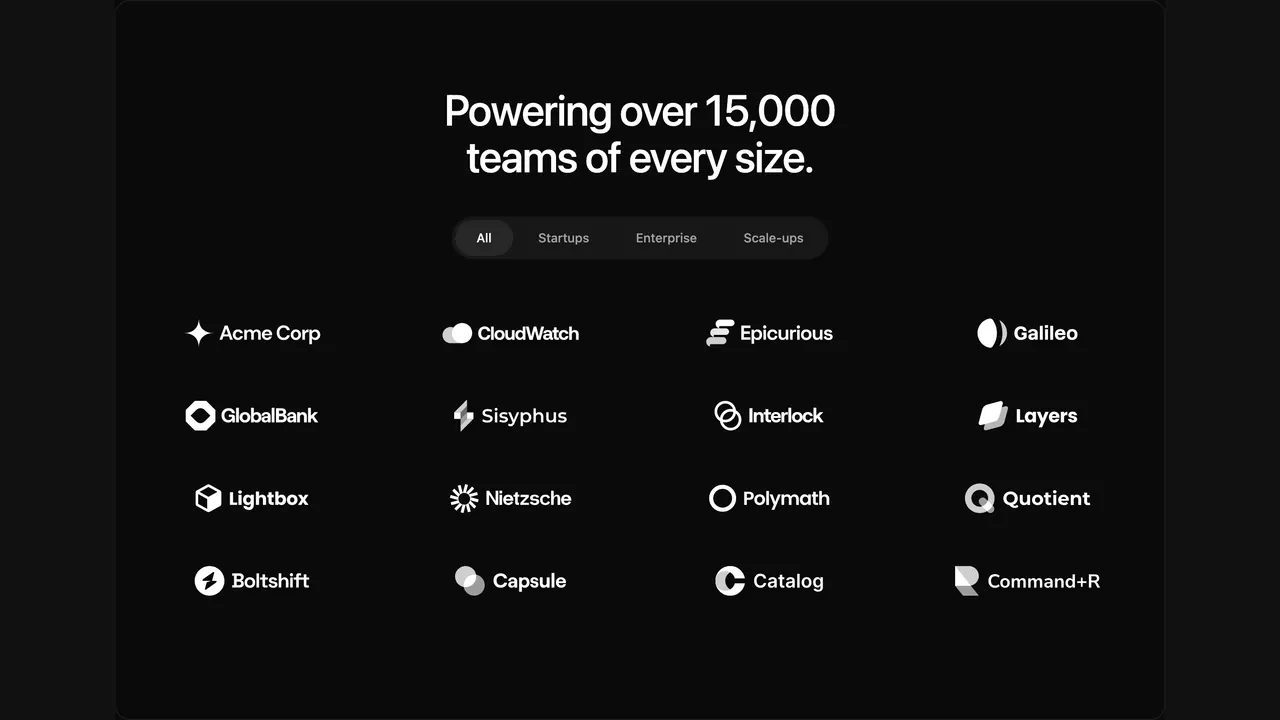 Powering over 15,000
teams of every size.
All
Startups
Enterprise
Scale-ups
Acme Corp
CloudWatch
Epicurious
Galileo
GlobalBank
Sisyphus
Interlock
Layers
Lightbox
Nietzsche
Polymath
Quotient
Boltshift
Capsule
Catalog
Command+R